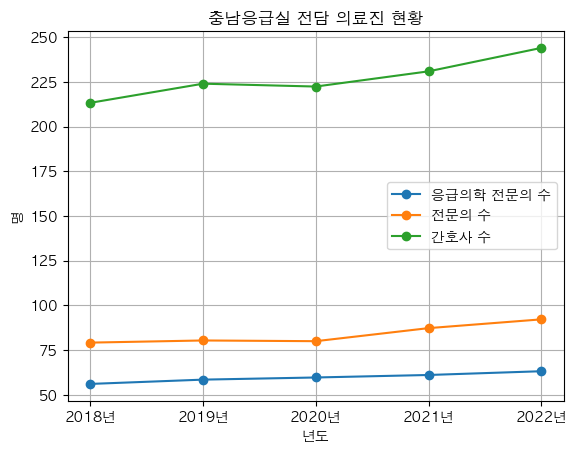 충남응급실 전담 의료진 현황
250
225
200
175
150
125
100
75
50
명
응급의학 전문의 수
전문의 수
간호사 수
2018년 2019년 2020년 2021년 2022년
년도